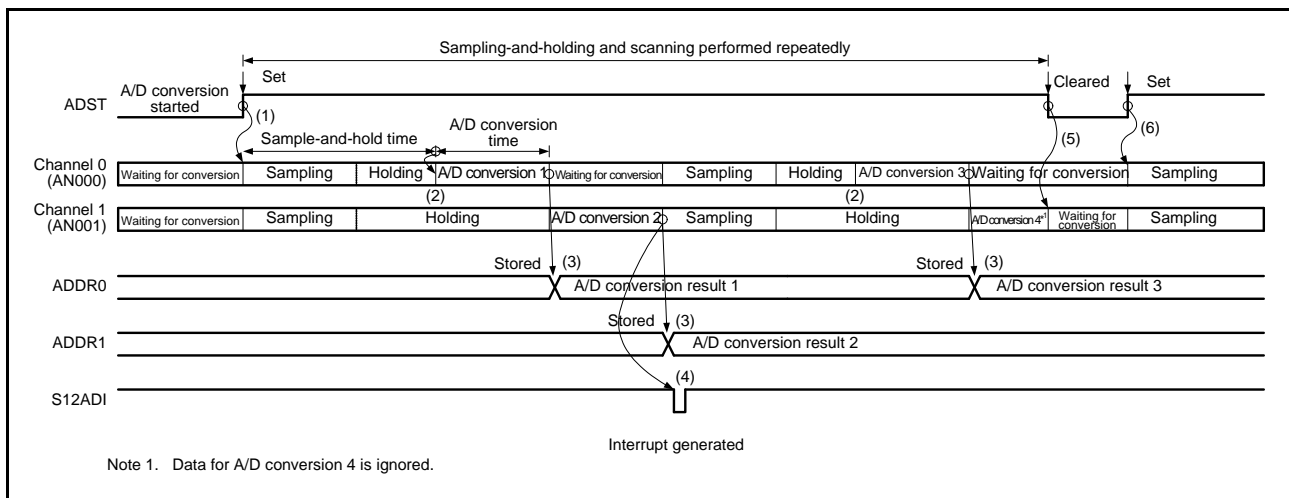 Sampling-and-holding and scanning performed repeatedly
Set
Cleared
Set
ADST
A/D conversion
started
(1)
(5)
(6)
Sample-and-hold time
A/D conversion
time
Channel 0
(AN000)
Waiting for conversion
Sampling
Holding
A/D conversion 1
Waiting for conversion
Sampling
Holding
A/D conversion 3
Waiting for conversion
Sampling
(2)
(2)
Channel 1
(AN001)
Waiting for conversion
Sampling
Holding
A/D conversion 2
Sampling
Holding
A/D conversion 4*1
Waiting for
conversion
Sampling
Stored
(3)
Stored
(3)
ADDR0
A/D conversion result 1
A/D conversion result 3
Stored
(3)
ADDR1
A/D conversion result 2
(4)
S12ADI
Interrupt generated
Note 1. Data for A/D conversion 4 is ignored.